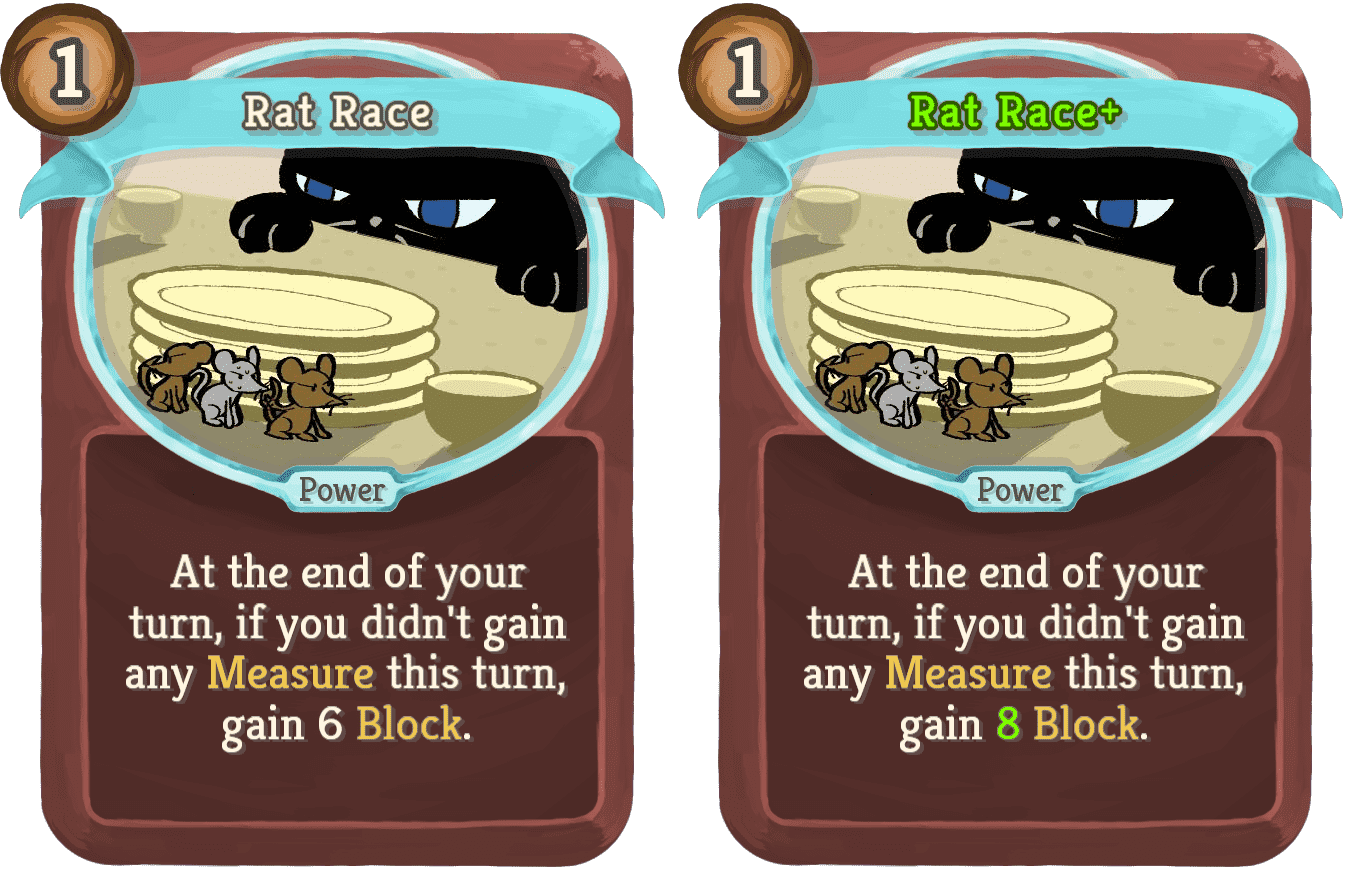 1
Rat Race
Power
At the end of your
turn, if you didn't gain
any Measure this turn,
gain 6 Block.
1
Rat Race+
Power
At the end of your
turn, if you didn't gain
any Measure this turn,
gain 8 Block.